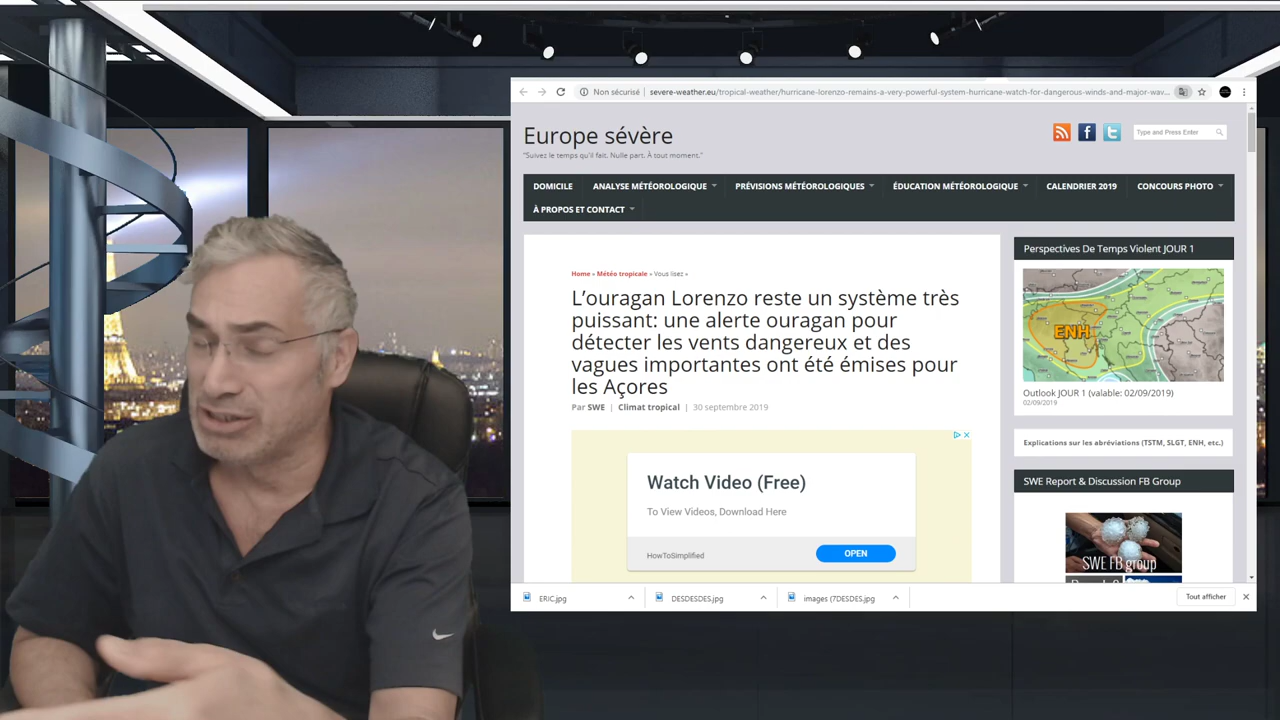 Non sécurisé
severe-weather.eu/tropical-weather/hurricane-lorenzo-remains-a-very-powerful-system-hurricane-watch-for-dangerous-winds-and-major-wav...
Europe sévère
"Suivez le temps qu'il fait. Nulle part. À tout moment."
Type and Press Enter
DOMICILE ANALYSE MÉTÉOROLOGIQUE PRÉVISIONS MÉTÉOROLOGIQUES ÉDUCATION MÉTÉOROLOGIQUE CALENDRIER 2019 CONCOURS PHOTO
À PROPOS ET CONTACT
Home » Météo tropicale » Vous lisez »
L'ouragan Lorenzo reste un système très
puissant: une alerte ouragan pour
détecter les vents dangereux et des
vagues importantes ont été émises pour
les Açores
Par SWE | Climat tropical | 30 septembre 2019
Watch Video (Free)
To View Videos, Download Here
HowToSimplified
OPEN
Perspectives De Temps Violent JOUR 1
ENH
Outlook JOUR 1 (valable: 02/09/2019)
02/09/2019
Explications sur les abréviations (TSTM, SLGT, ENH, etc.)
SWE Report & Discussion FB Group
SWE FB group
ERIC.jpg
DESDESDES.jpg
images (7DESDES.jpg
Tout afficher